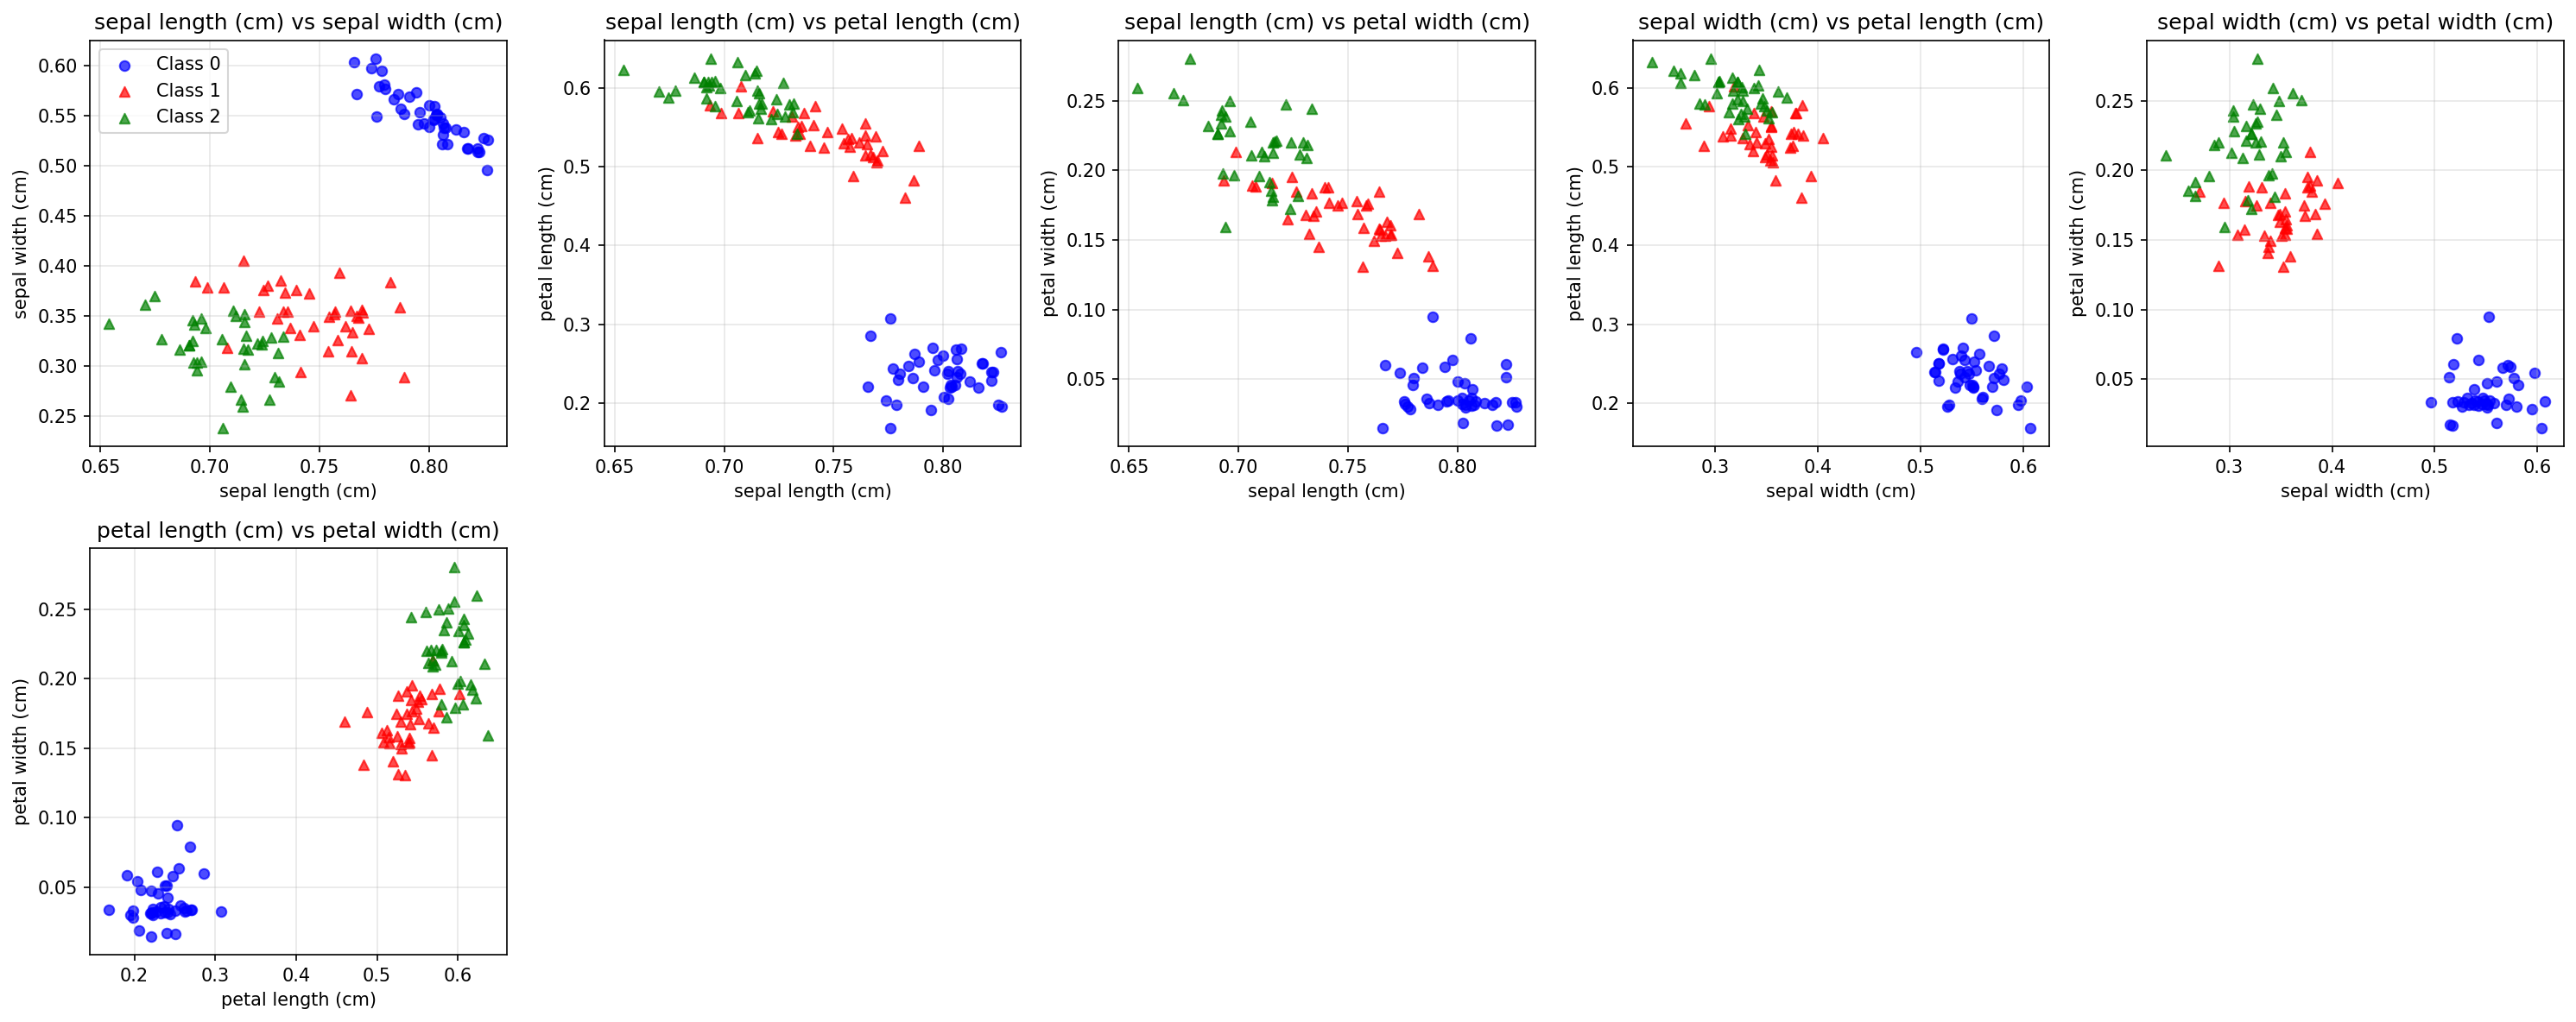 sepal length (cm) vs sepal width (cm)
sepal width (cm)
0.60
0.55
0.50
0.45
0.40
0.35
0.30
0.25
Class 0
Class 1
Class 2
0.65 0.70 0.75 0.80
sepal length (cm)
sepal length (cm) vs petal length (cm)
petal length (cm)
0.6
0.5
0.4
0.3
0.2
0.65 0.70 0.75 0.80
sepal length (cm)
sepal length (cm) vs petal width (cm)
petal width (cm)
0.25
0.20
0.15
0.10
0.05
0.65 0.70 0.75 0.80
sepal length (cm)
sepal width (cm) vs petal length (cm)
petal length (cm)
0.6
0.5
0.4
0.3
0.2
0.3 0.4 0.5 0.6
sepal width (cm)
sepal width (cm) vs petal width (cm)
petal width (cm)
0.25
0.20
0.15
0.10
0.05
0.3 0.4 0.5 0.6
sepal width (cm)
petal length (cm) vs petal width (cm)
petal width (cm)
0.25
0.20
0.15
0.10
0.05
0.2 0.3 0.4 0.5 0.6
petal length (cm)